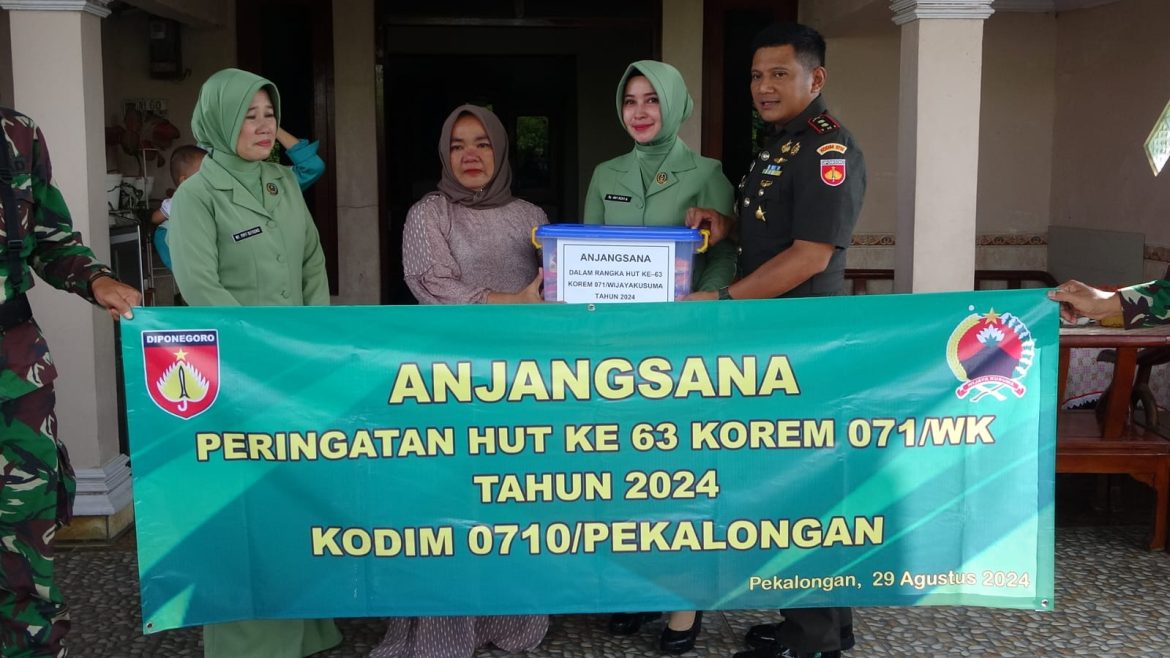 ANJANGSANA
DALAM RANGKA HUT KE-63
KOREM 071/WIJAYAKUSUMA
TAHUN 2024
DIPONEGORO
DIPONEGORO
ANJANGSANA
PERINGATAN HUT KE 63 KOREM 071/WK
TAHUN 2024
KODIM 0710/PEKALONGAN
Pekalongan, 29 Agustus 2024